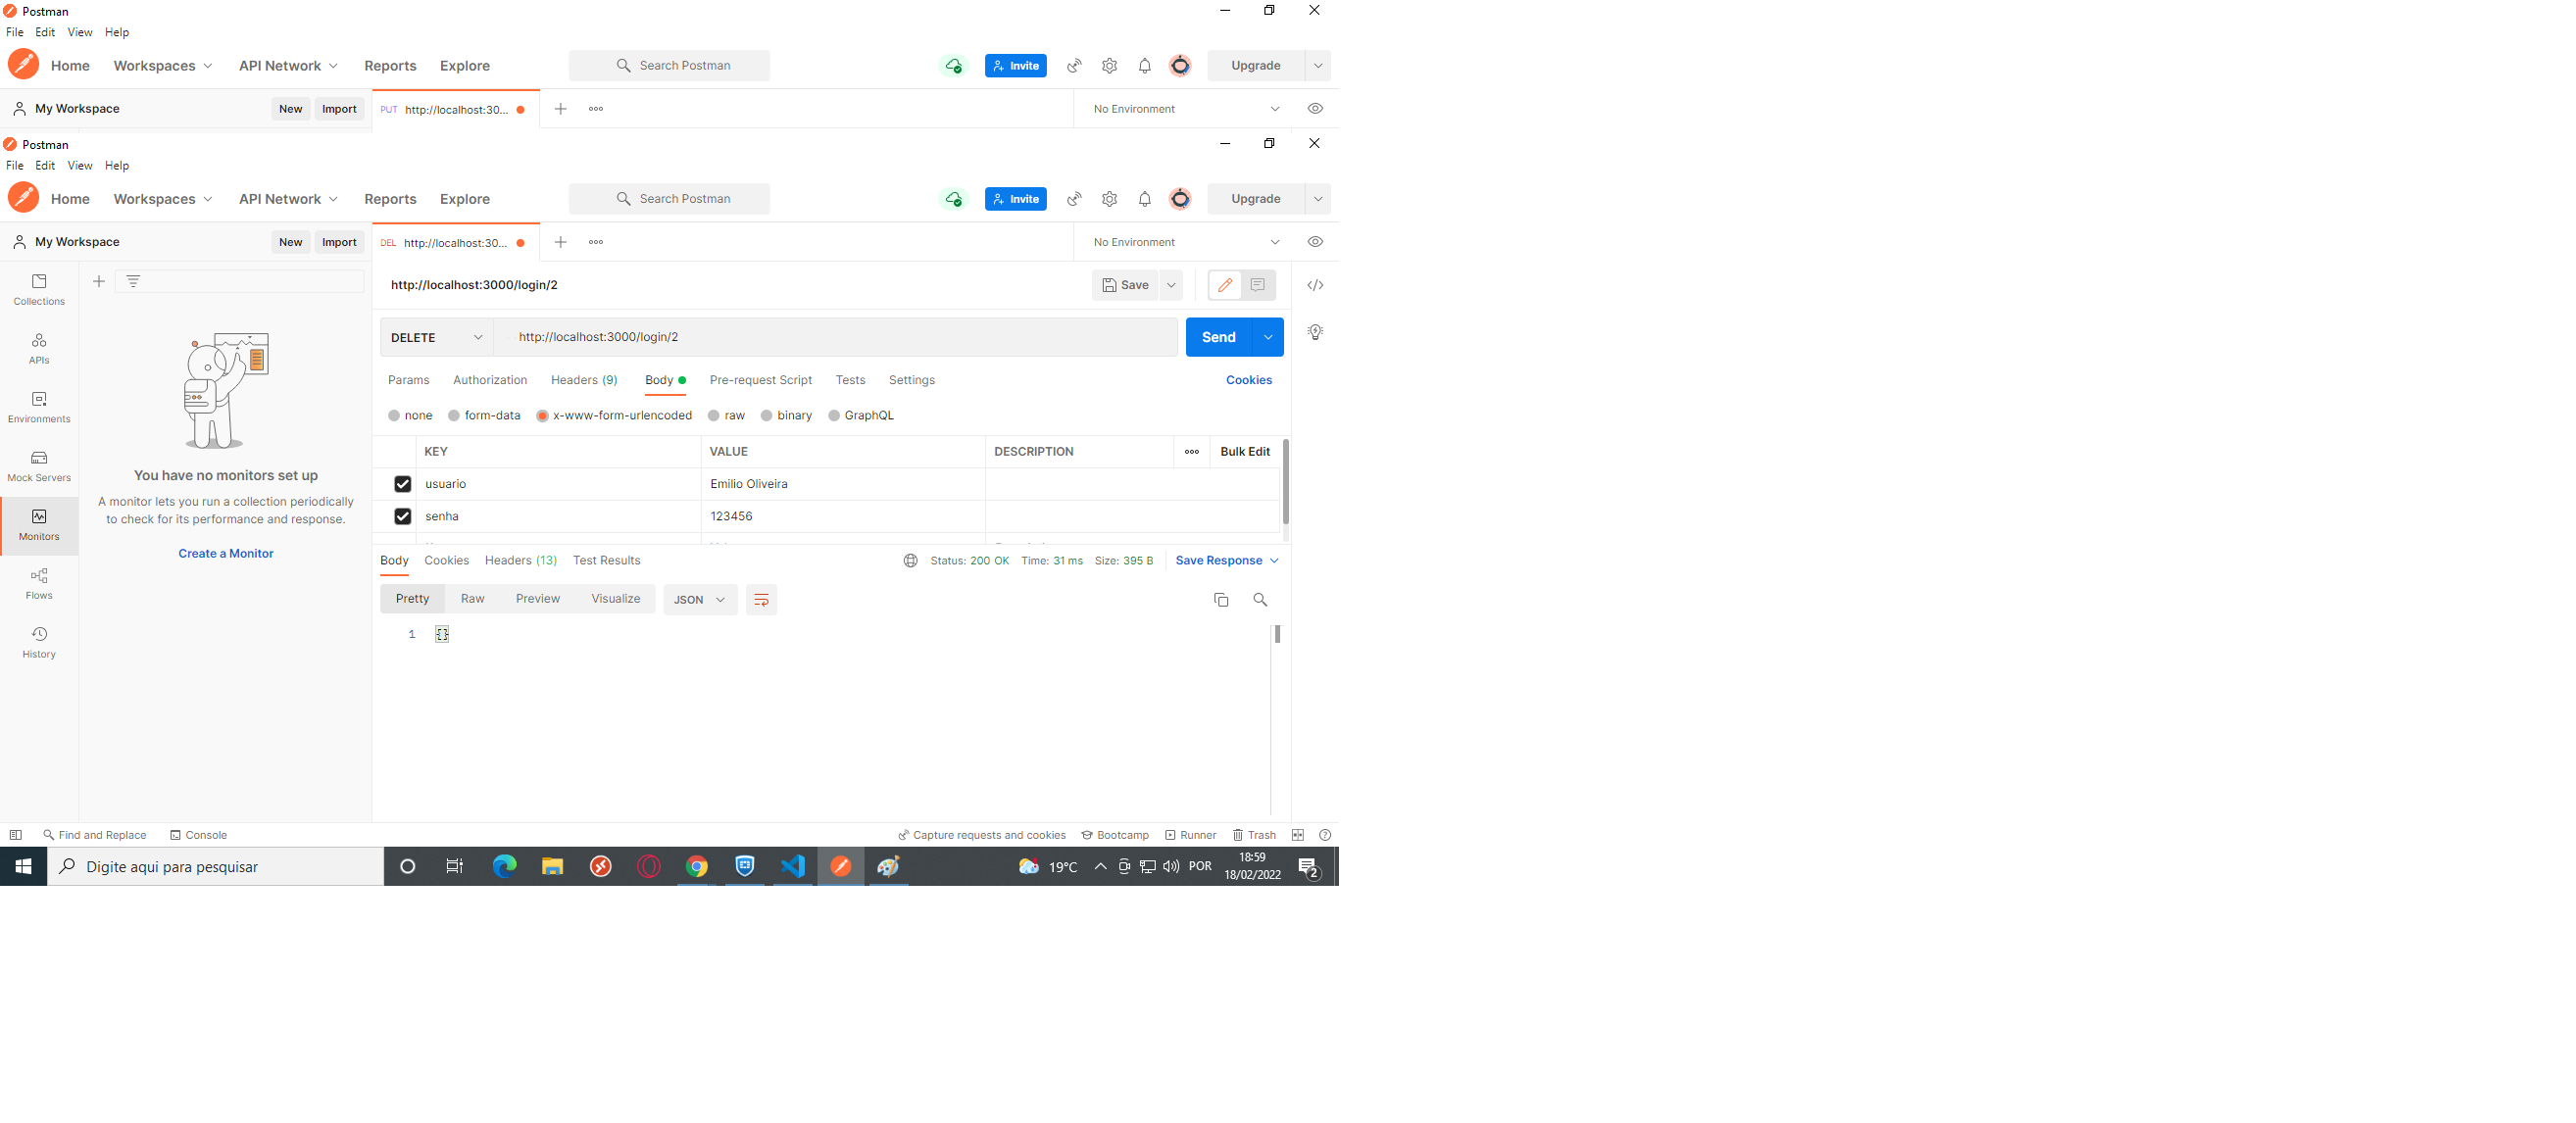 Postman
File Edit View Help
Home Workspaces API Network Reports Explore Search Postman Invite Upgrade
My Workspace New Import PUT http://localhost:30... No Environment
Postman
File Edit View Help
Home Workspaces API Network Reports Explore Search Postman Invite Upgrade
My Workspace New Import DEL http://localhost:30... No Environment
Collections
APIs
Environments
Mock Servers
Monitors
Flows
History
You have no monitors set up
A monitor lets you run a collection periodically
to check for its performance and response.
Create a Monitor
http://localhost:3000/login/2 Save
DELETE http://localhost:3000/login/2 Send
Params Authorization Headers (9) Body Pre-request Script Tests Settings Cookies
none form-data x-www-form-urlencoded raw binary GraphQL
KEY VALUE DESCRIPTION Bulk Edit
usuario Emilio Oliveira
senha 123456
Body Cookies Headers (13) Test Results Status: 200 OK Time: 31 ms Size: 395 B Save Response
Pretty Raw Preview Visualize JSON
1 {}
Find and Replace Console Capture requests and cookies Bootcamp Runner Trash
Digite aqui para pesquisar 19°C POR 18:59
18/02/2022 2